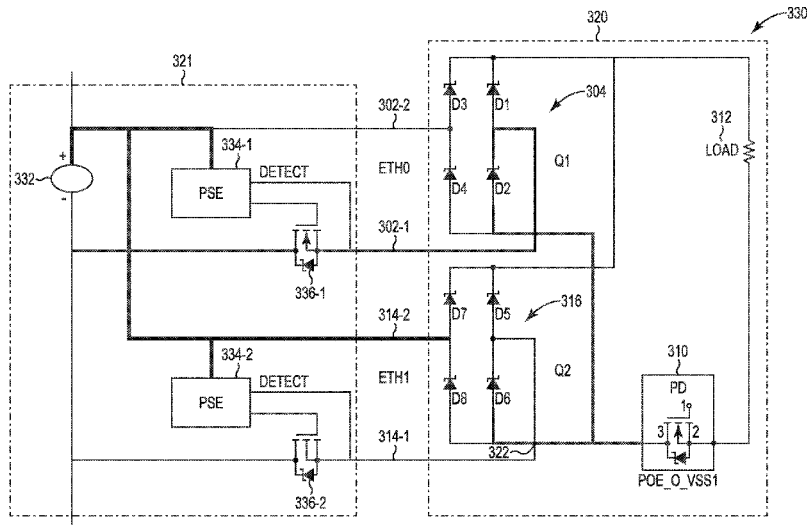 330
320
321
302-2
304
D3
D1
312
LOAD
332
+
-
334-1
DETECT
PSE
ETH0
D4
D2
Q1
302-1
336-1
D7
D5
316
314-2
334-2
DETECT
PSE
ETH1
D8
D6
Q2
310
PD
1
3
2
314-1
322
336-2
POE_O_VSS1